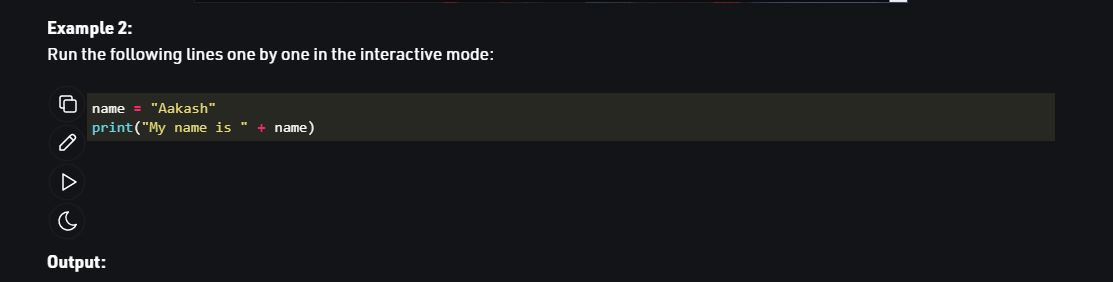 Example 2:
Run the following lines one by one in the interactive mode:
name = "Aakash"
print("My name is " + name)
Output: